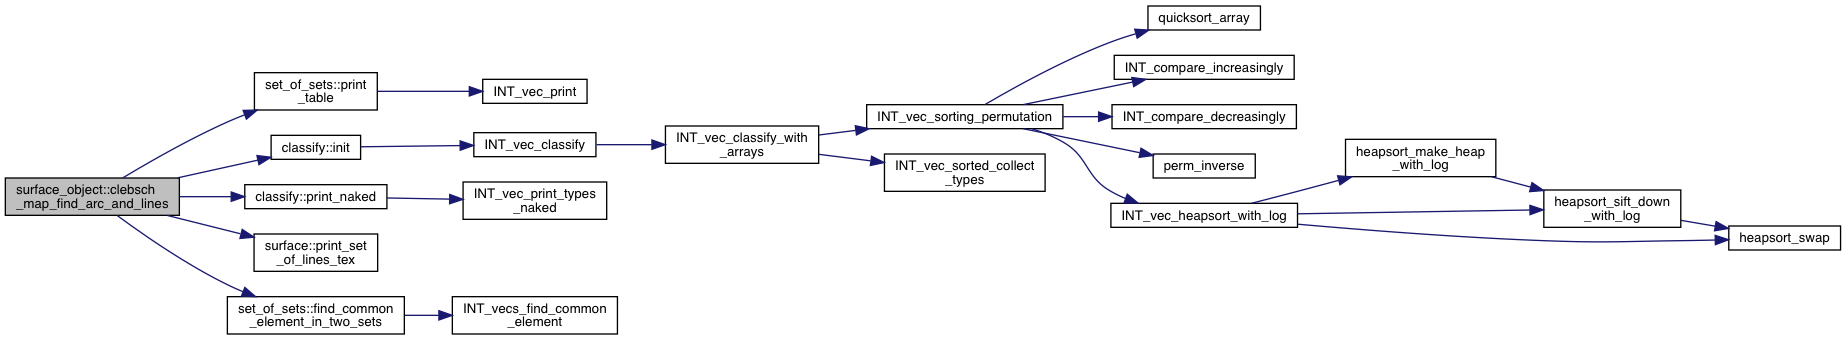 surface_object::clebsch
_map_find_arc_and_lines
set_of_sets::print
_table
INT_vec_print
classify::init
INT_vec_classify
INT_vec_classify_with
_arrays
INT_vec_sorting_permutation
quicksort_array
INT_compare_increasingly
INT_compare_decreasingly
perm_inverse
INT_vec_heapsort_with_log
heapsort_make_heap
_with_log
heapsort_sift_down
_with_log
heapsort_swap
INT_vec_sorted_collect
_types
classify::print_naked
INT_vec_print_types
_naked
surface::print_set
_of_lines_tex
set_of_sets::find_common
_element_in_two_sets
INT_vecs_find_common
_element